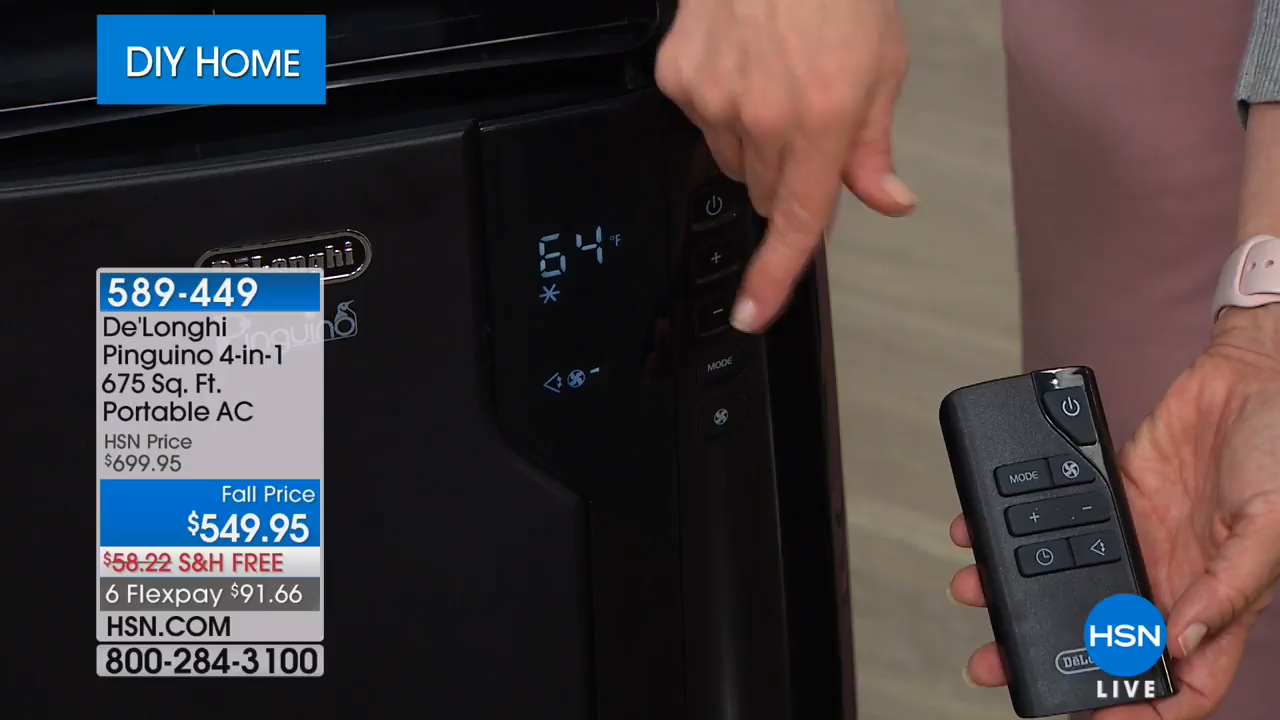 DIY HOME
DēLonghi
Pinguino
64 °F
MODE
589-449
De'Longhi
Pinguino 4-in-1
675 Sq. Ft.
Portable AC
HSN Price
$699.95
Fall Price
$549.95
$58.22 S&H FREE
6 Flexpay $91.66
HSN.COM
800-284-3100
MODE
HSN
LIVE